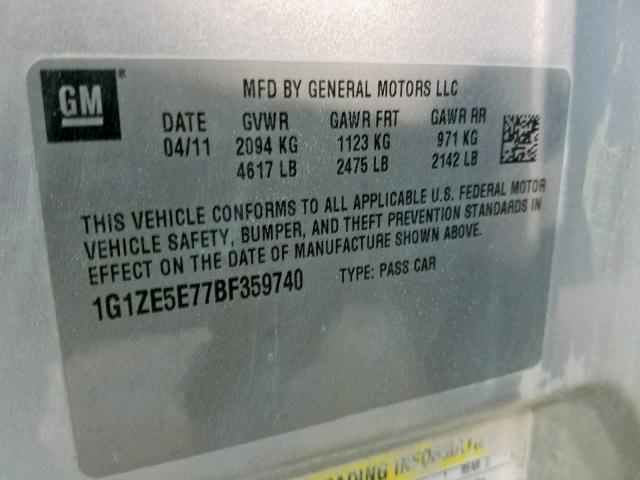 GM
MFD BY GENERAL MOTORS LLC
DATE GVWR GAWR FRT GAWR RR
04/11 2094 KG 1123 KG 971 KG
4617 LB 2475 LB 2142 LB
THIS VEHICLE CONFORMS TO ALL APPLICABLE U.S. FEDERAL MOTOR
VEHICLE SAFETY, BUMPER, AND THEFT PREVENTION STANDARDS IN
EFFECT ON THE DATE OF MANUFACTURE SHOWN ABOVE.
1G1ZE5E77BF359740 TYPE: PASS CAR
REAR